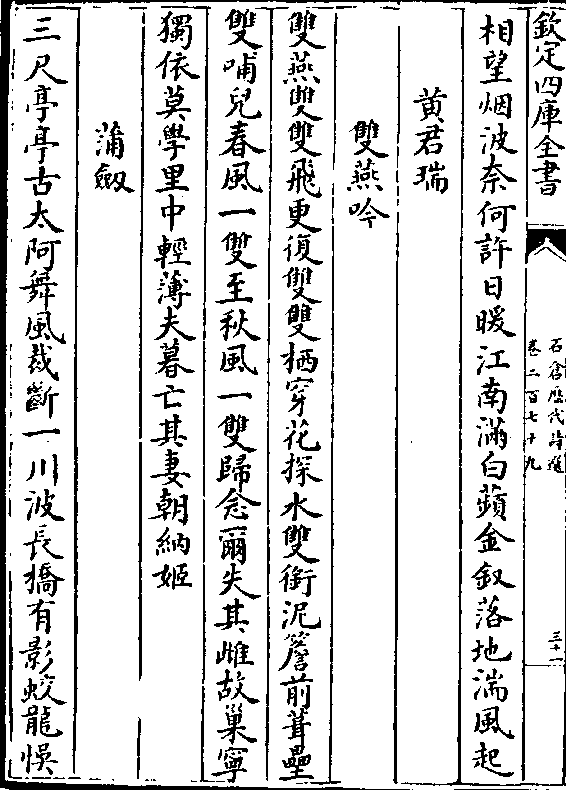 欽定四庫全書
石倉歷代詩選
卷二百七十九
三十一
相望烟波奈何許日暖江南滿白蘋金釵落地湍風起
黄君瑞
雙燕吟
雙燕雙雙飛更復雙雙栖穿花探水雙銜泥簷前葺壘
雙哺兒春風一雙至秋風一雙歸念爾失其雌故巢寧
獨依莫學里中輕薄夫暮亡其妻朝納姬
蒲劔
三尺亭亭古太阿舞風裁斷一川波長橋有影蛟龍惧